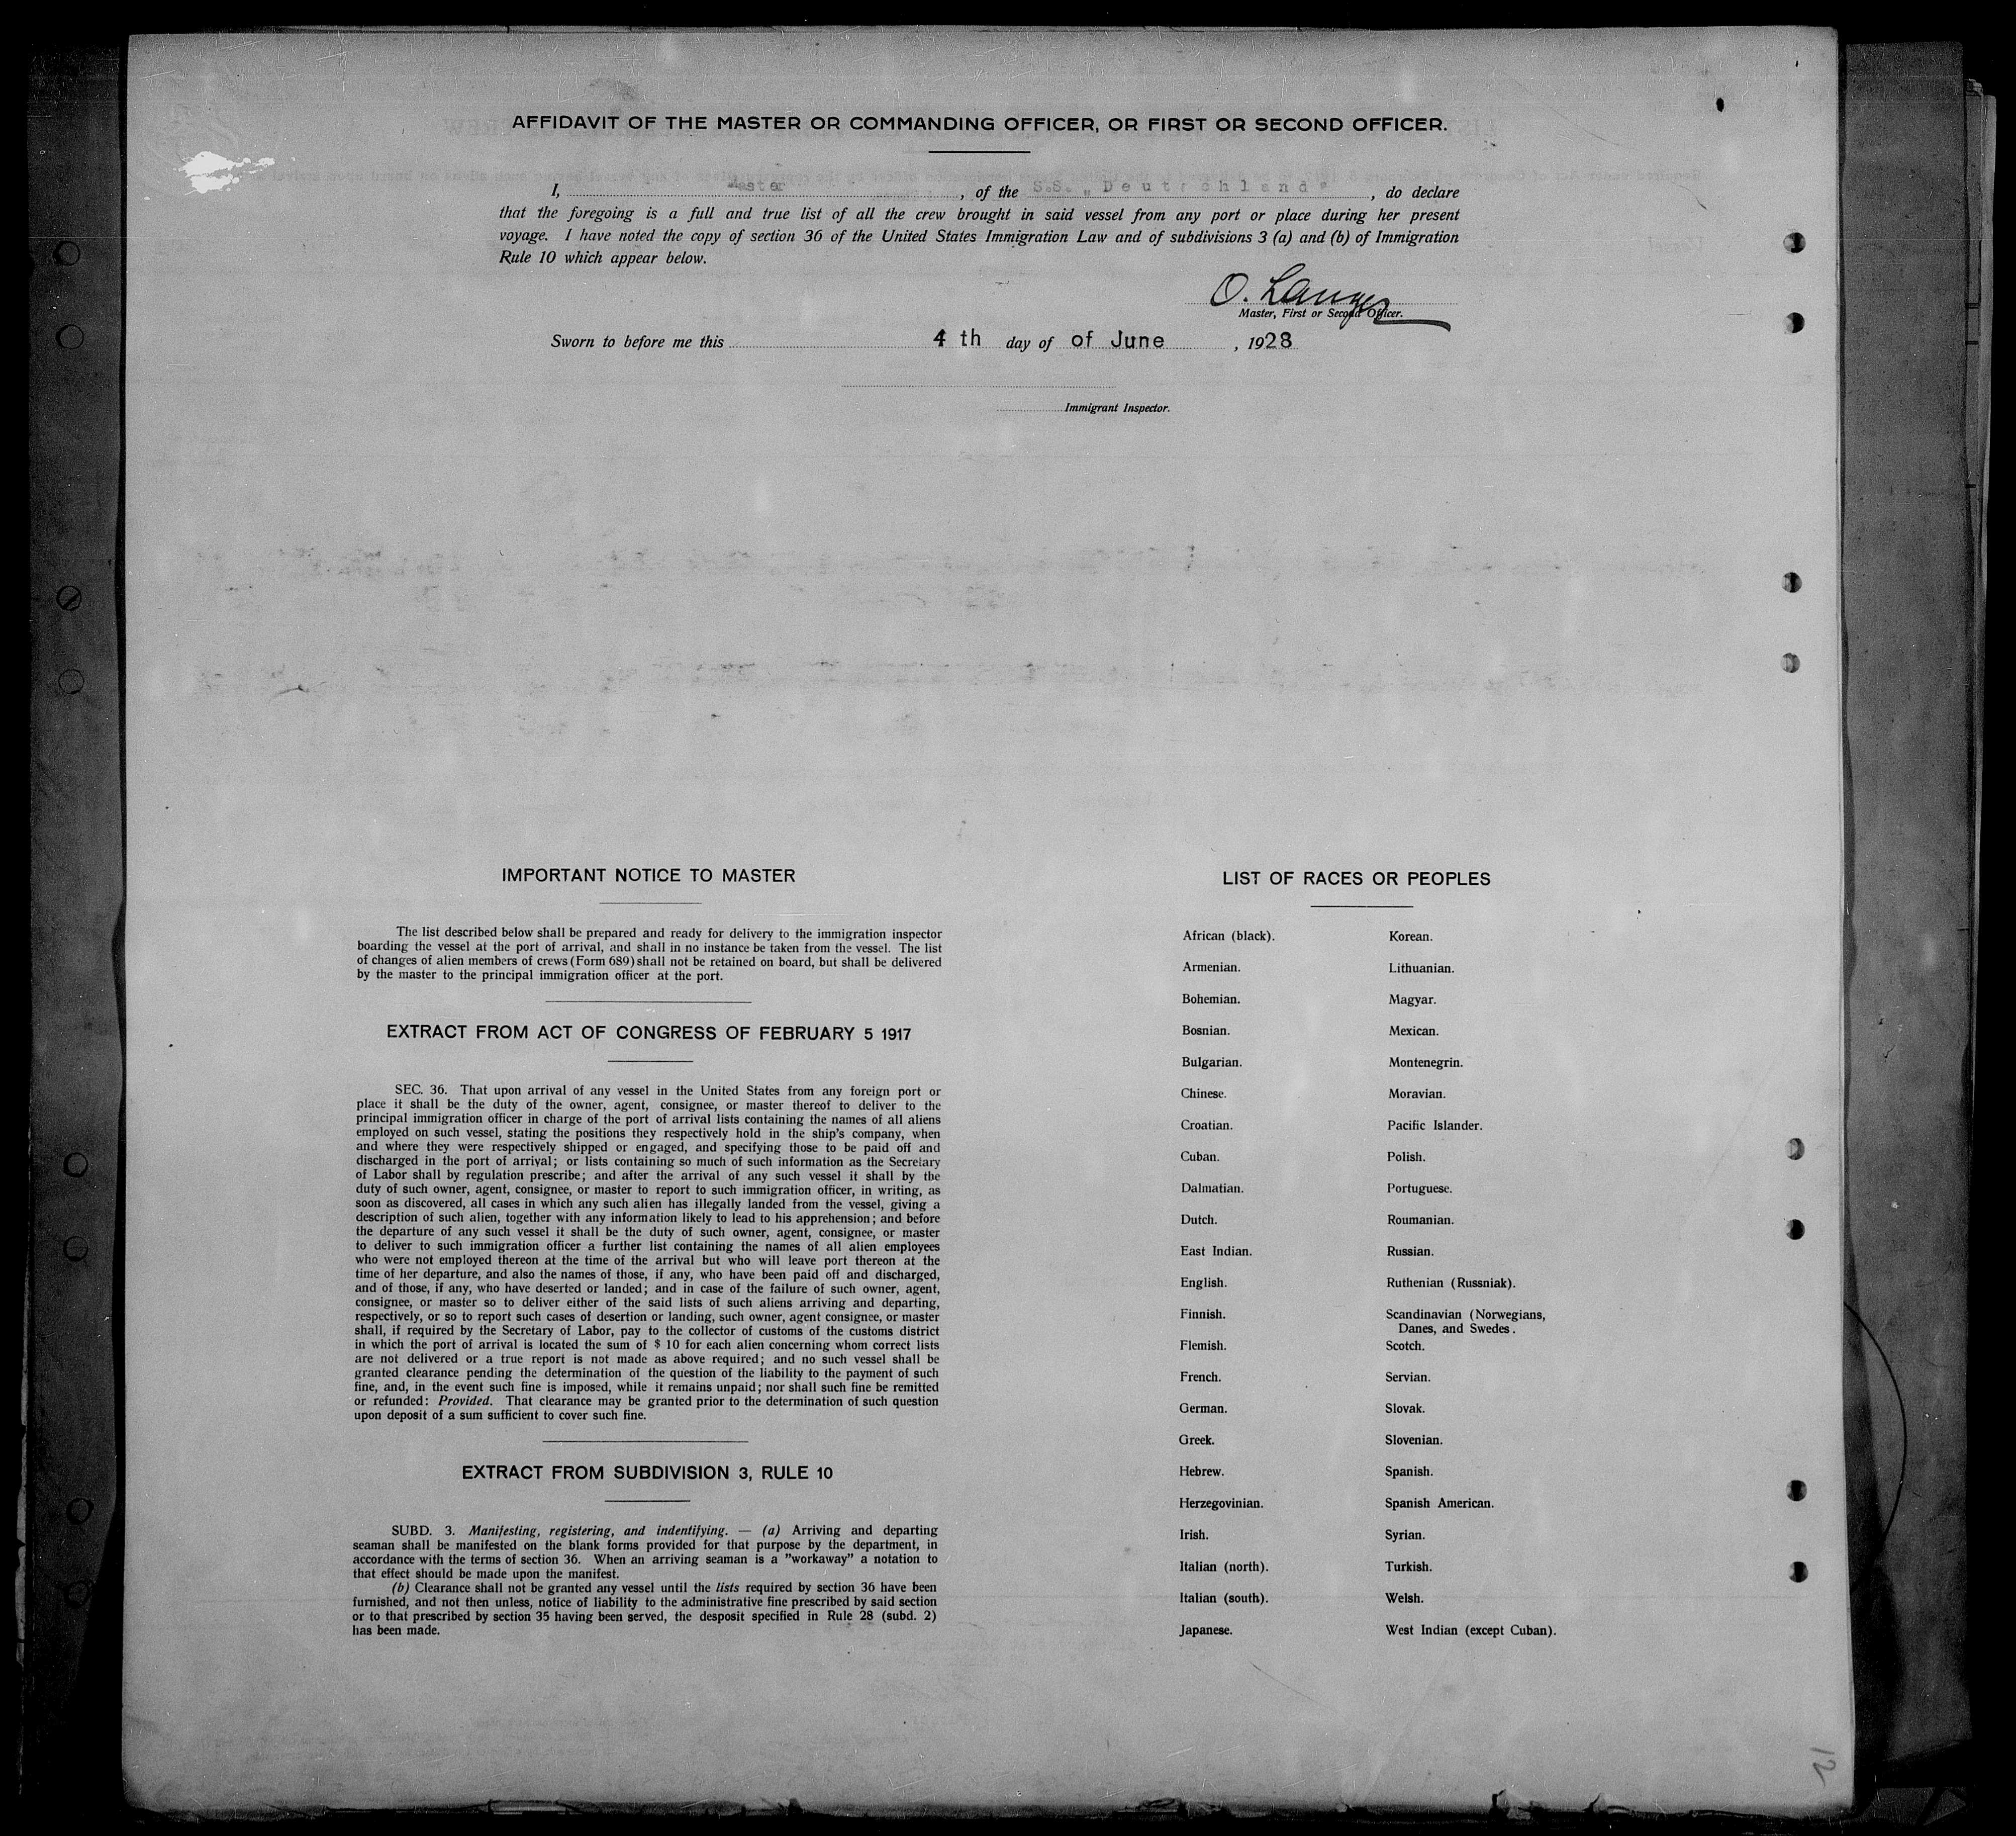 AFFIDAVIT OF THE MASTER OR COMMANDING OFFICER, OR FIRST OR SECOND OFFICER.
I, Master, of the S.S. „Deutschland", do declare
that the foregoing is a full and true list of all the crew brought in said vessel from any port or place during her present
voyage. I have noted the copy of section 36 of the United States Immigration Law and of subdivisions 3 (a) and (b) of Immigration
Rule 10 which appear below.
O. Langer
Master, First or Second Officer.
Sworn to before me this 4 th day of of June, 1928
Immigrant Inspector.
IMPORTANT NOTICE TO MASTER
The list described below shall be prepared and ready for delivery to the immigration inspector
boarding the vessel at the port of arrival, and shall in no instance be taken from the vessel. The list
of changes of alien members of crews (Form 689) shall not be retained on board, but shall be delivered
by the master to the principal immigration officer at the port.
EXTRACT FROM ACT OF CONGRESS OF FEBRUARY 5 1917
SEC. 36. That upon arrival of any vessel in the United States from any foreign port or
place it shall be the duty of the owner, agent, consignee, or master thereof to deliver to the
principal immigration officer in charge of the port of arrival lists containing the names of all aliens
employed on such vessel, stating the positions they respectively hold in the ship's company, when
and where they were respectively shipped or engaged, and specifying those to be paid off and
discharged in the port of arrival; or lists containing so much of such information as the Secretary
of Labor shall by regulation prescribe; and after the arrival of any such vessel it shall by the
duty of such owner, agent, consignee, or master to report to such immigration officer, in writing, as
soon as discovered, all cases in which any such alien has illegally landed from the vessel, giving a
description of such alien, together with any information likely to lead to his apprehension; and before
the departure of any such vessel it shall be the duty of such owner, agent, consignee, or master
to deliver to such immigration officer a further list containing the names of all alien employees
who were not employed thereon at the time of the arrival but who will leave port thereon at the
time of her departure, and also the names of those, if any, who have been paid off and discharged,
and of those, if any, who have deserted or landed; and in case of the failure of such owner, agent,
consignee, or master so to deliver either of the said lists of such aliens arriving and departing,
respectively, or so to report such cases of desertion or landing, such owner, agent consignee, or master
shall, if required by the Secretary of Labor, pay to the collector of customs of the customs district
in which the port of arrival is located the sum of $ 10 for each alien concerning whom correct lists
are not delivered or a true report is not made as above required; and no such vessel shall be
granted clearance pending the determination of the question of the liability to the payment of such
fine, and, in the event such fine is imposed, while it remains unpaid; nor shall such fine be remitted
or refunded: Provided. That clearance may be granted prior to the determination of such question
upon deposit of a sum sufficient to cover such fine.
EXTRACT FROM SUBDIVISION 3, RULE 10
SUBD. 3. Manifesting, registering, and indentifying. — (a) Arriving and departing
seaman shall be manifested on the blank forms provided for that purpose by the department, in
accordance with the terms of section 36. When an arriving seaman is a "workaway" a notation to
that effect should be made upon the manifest.
(b) Clearance shall not be granted any vessel until the lists required by section 36 have been
furnished, and not then unless, notice of liability to the administrative fine prescribed by said section
or to that prescribed by section 35 having been served, the desposit specified in Rule 28 (subd. 2)
has been made.
LIST OF RACES OR PEOPLES
African (black).
Armenian.
Bohemian.
Bosnian.
Bulgarian.
Chinese.
Croatian.
Cuban.
Dalmatian.
Dutch.
East Indian.
English.
Finnish.
Flemish.
French.
German.
Greek.
Hebrew.
Herzegovinian.
Irish.
Italian (north).
Italian (south).
Japanese.
Korean.
Lithuanian.
Magyar.
Mexican.
Montenegrin.
Moravian.
Pacific Islander.
Polish.
Portuguese.
Roumanian.
Russian.
Ruthenian (Russniak).
Scandinavian (Norwegians,
Danes, and Swedes.
Scotch.
Servian.
Slovak.
Slovenian.
Spanish.
Spanish American.
Syrian.
Turkish.
Welsh.
West Indian (except Cuban).
12